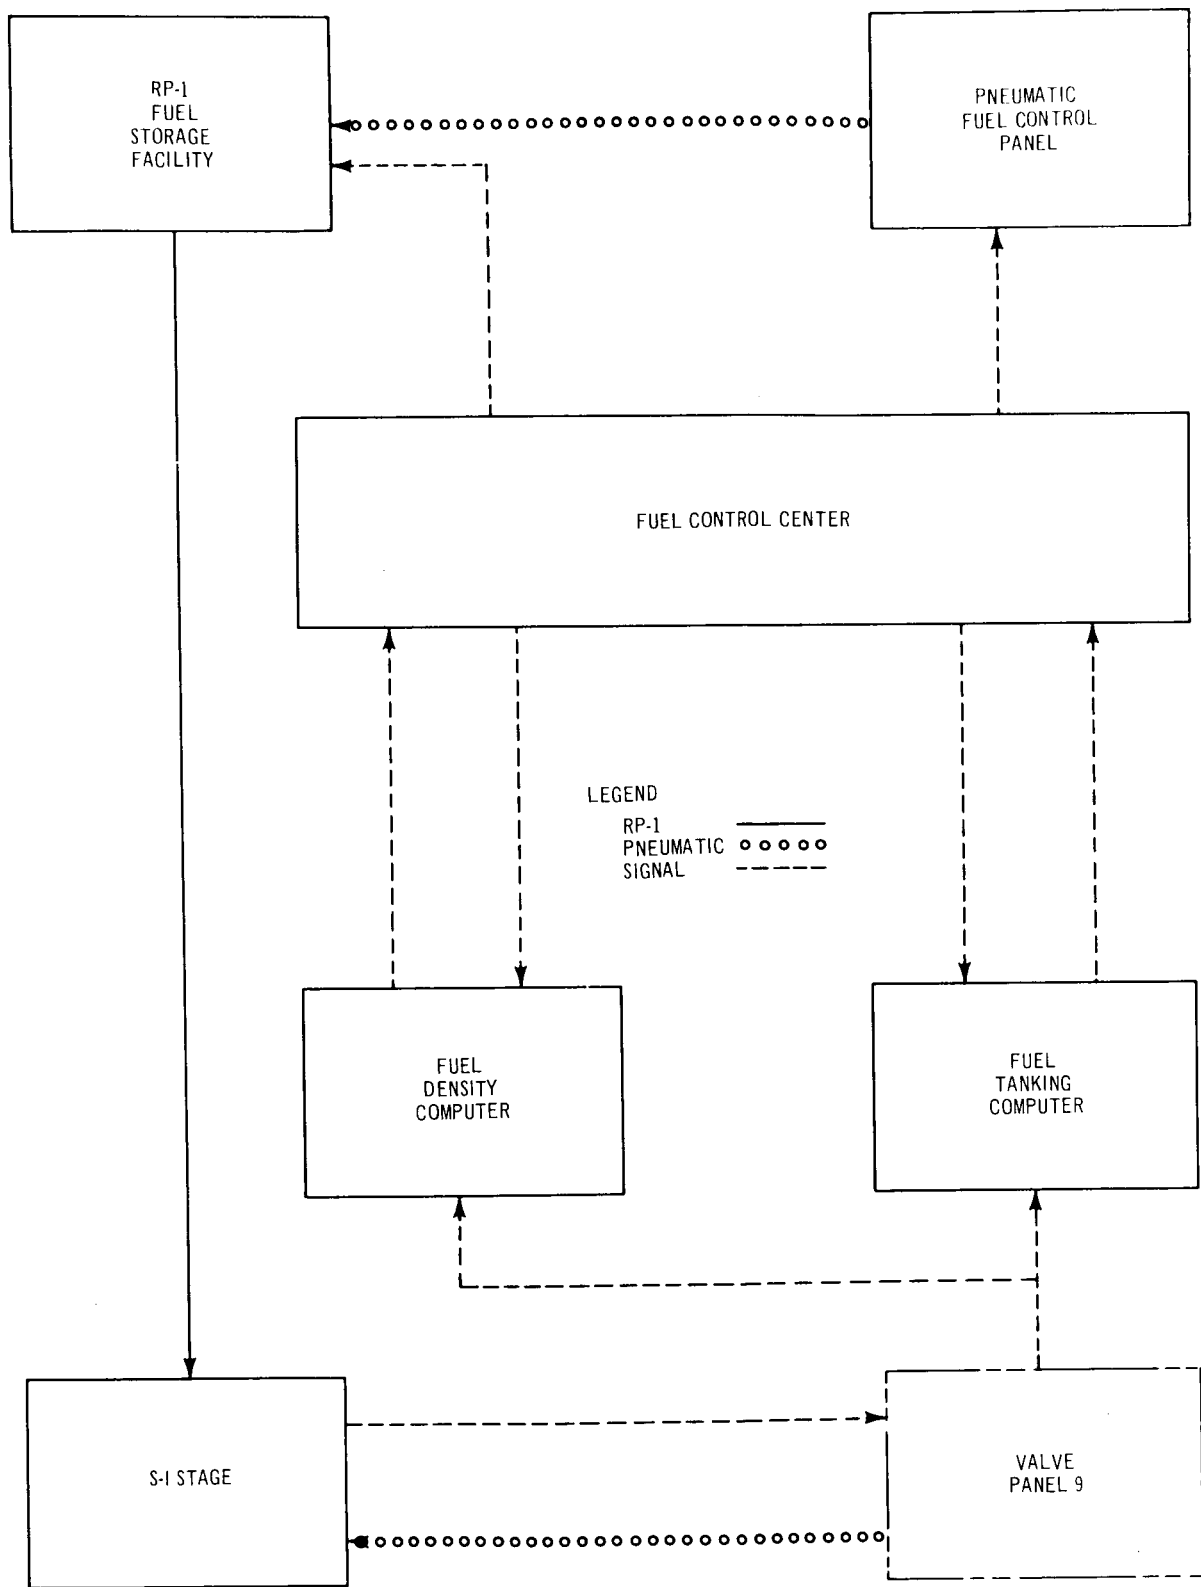 RP-1
FUEL
STORAGE
FACILITY
PNEUMATIC
FUEL CONTROL
PANEL
FUEL CONTROL CENTER
LEGEND
RP-1
PNEUMATIC
SIGNAL
FUEL
DENSITY
COMPUTER
FUEL
TANKING
COMPUTER
S-I STAGE
VALVE
PANEL 9